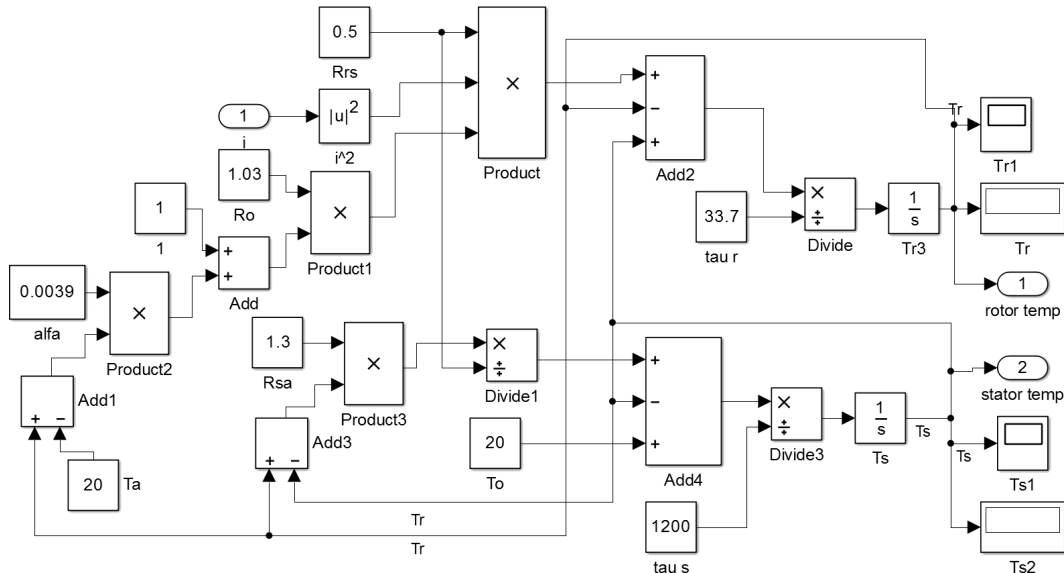 0.5
Rrs
1
i
|u|²
i^2
1.03
Ro
Product1
Product
1
1
Add
0.0039
alfa
Product2
Add1
20
Ta
Add2
33.7
tau r
Divide
1
s
Tr3
Tr
Tr1
Tr
1
rotor temp
1.3
Rsa
Product3
Add3
Divide1
20
To
Add4
1200
tau s
Divide3
1
s
Ts
Ts
Ts
2
stator temp
Ts1
Ts2
Tr
Tr